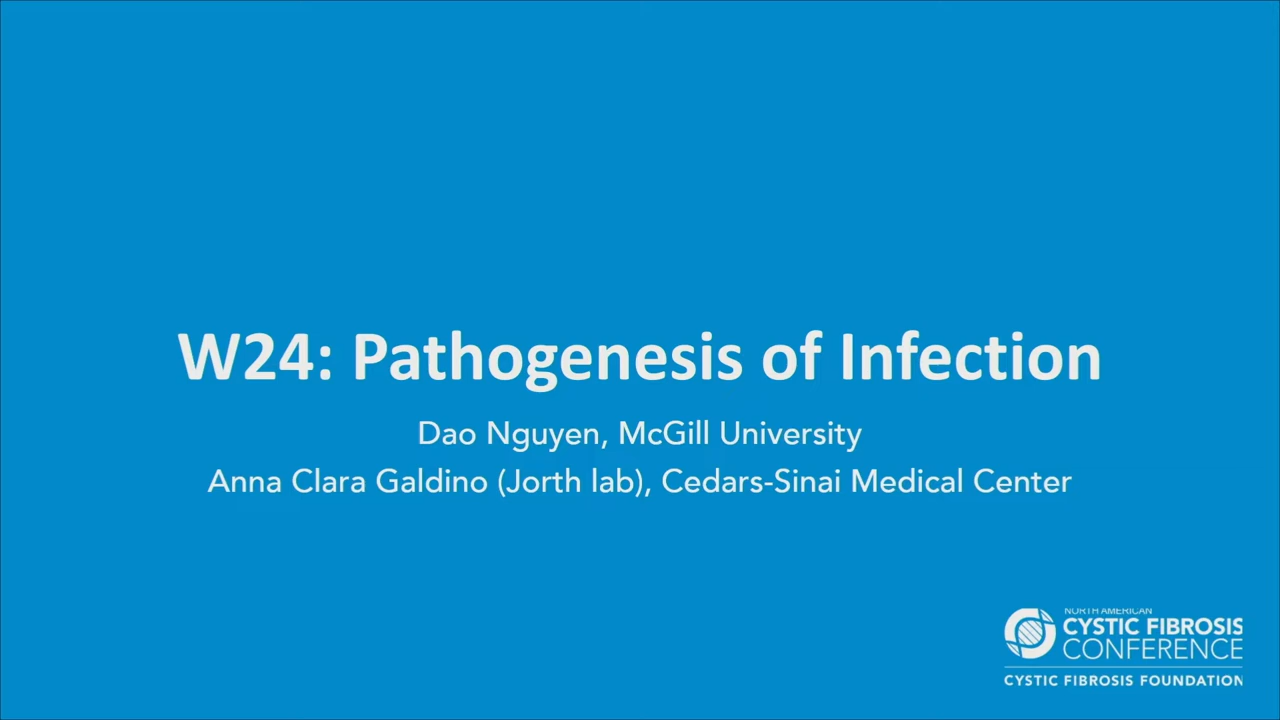 W24: Pathogenesis of Infection
Dao Nguyen, McGill University
Anna Clara Galdino (Jorth lab), Cedars-Sinai Medical Center
NORTH AMERICAN
CYSTIC FIBROSIS
CONFERENCE
CYSTIC FIBROSIS FOUNDATION